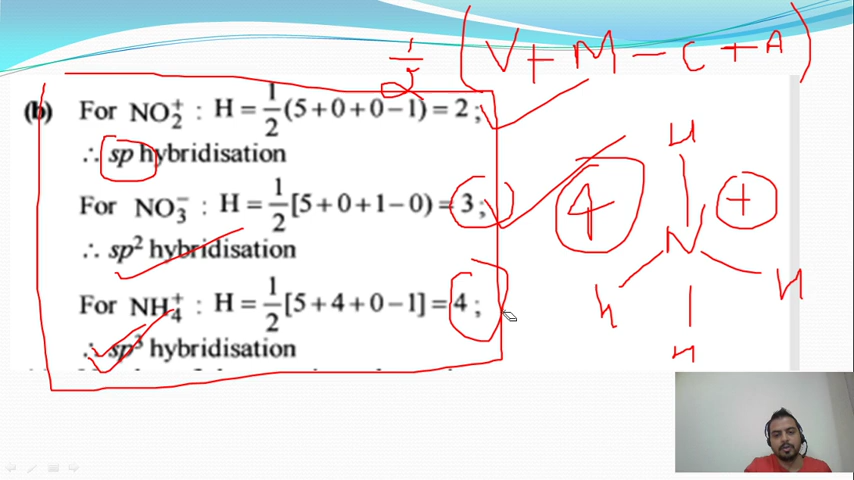 1/2 (V + M - C + A)
(b) For NO₂⁺ : H = 1/2 (5+0+0-1) = 2 ;
∴ sp hybridisation
For NO₃⁻ : H = 1/2 [5+0+1-0) = 3 ;
∴ sp² hybridisation
For NH₄⁺ : H = 1/2 [5+4+0-1] = 4 ;
∴ sp³ hybridisation
H
4 +
N
H H
H